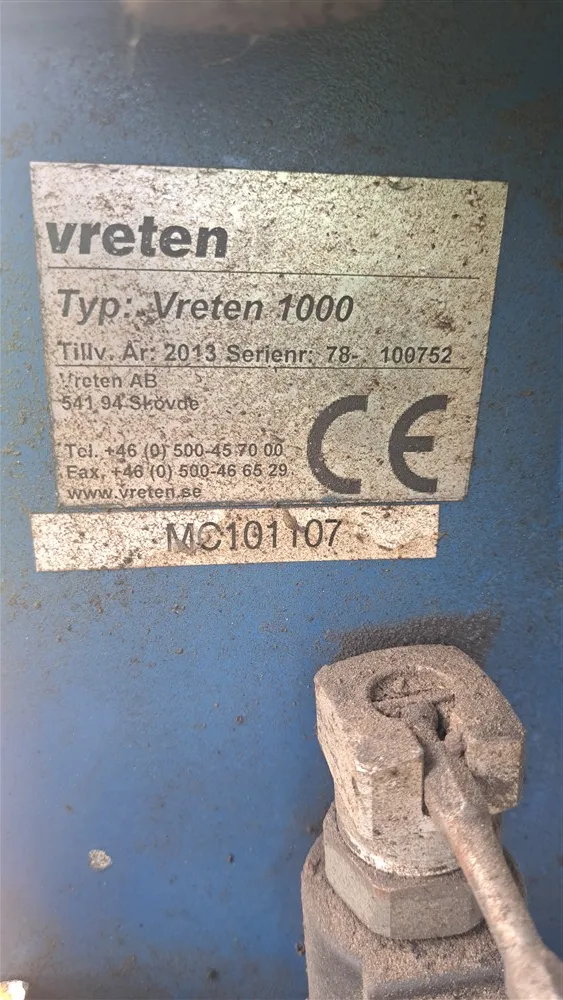 vreten
Typ: Vreten 1000
Tillv. År: 2013 Serienr: 78- 100752
Vreten AB
541 94 Skövde
Tel. +46 (0) 500-45 70 00
Fax. +46 (0) 500-46 65 29
www.vreten.se
CE
MC101107